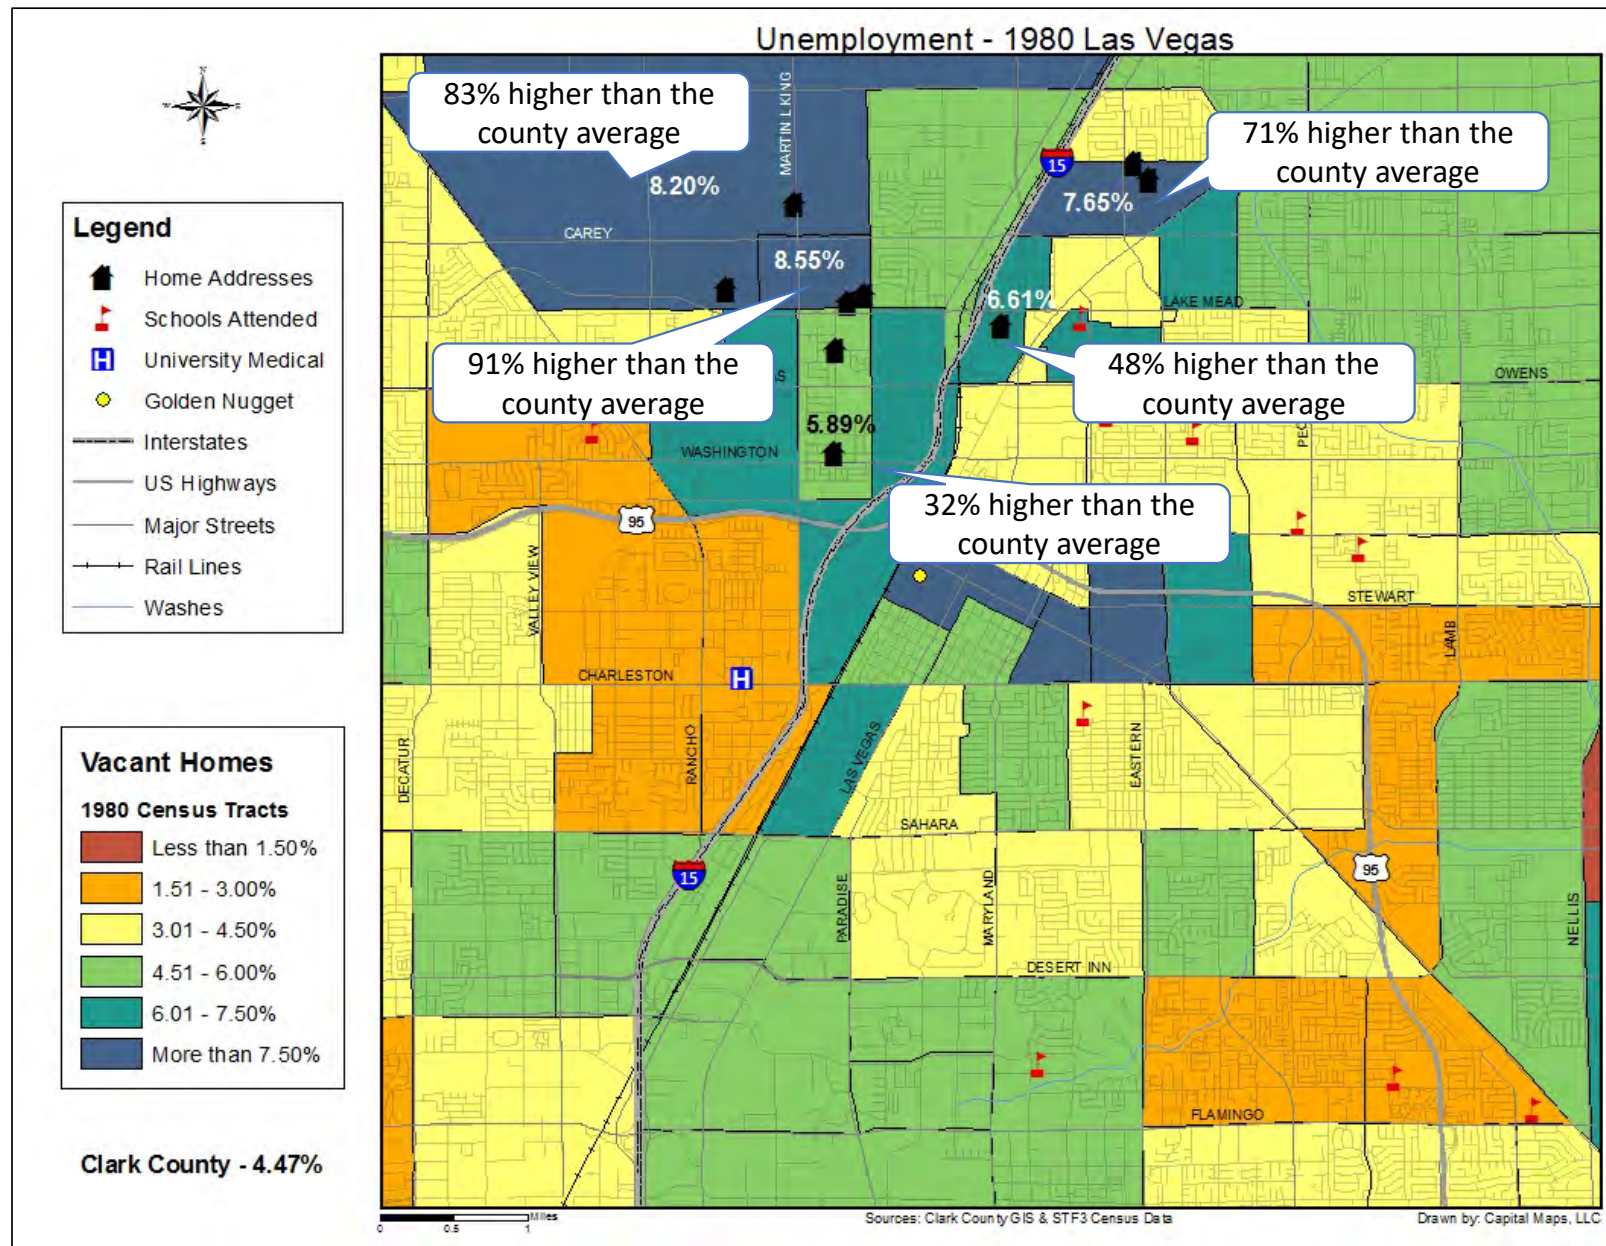 Unemployment - 1980 Las Vegas
N
W
E
S
83% higher than the
county average
MARTIN L KING
15
71% higher than the
county average
8.20%
7.65%
CAREY
8.55%
6.61%
LAKE MEAD
91% higher than the
county average
48% higher than the
county average
OWENS
5.89%
WASHINGTON
32% higher than the
county average
95
VALLEY VIEW
STEWART
LAMB
CHARLESTON
H
DECATUR
RANCHO
LAS VEGAS
EASTERN
SAHARA
15
95
PARADISE
MARYLAND
NELLIS
DESERT INN
FLAMINGO
Legend
Home Addresses
Schools Attended
H University Medical
Golden Nugget
Interstates
US Highways
Major Streets
Rail Lines
Washes
Vacant Homes
1980 Census Tracts
Less than 1.50%
1.51 - 3.00%
3.01 - 4.50%
4.51 - 6.00%
6.01 - 7.50%
More than 7.50%
Clark County - 4.47%
Miles
0 0.5 1
Sources: Clark County GIS & STF3 Census Data
Drawn by: Capital Maps, LLC